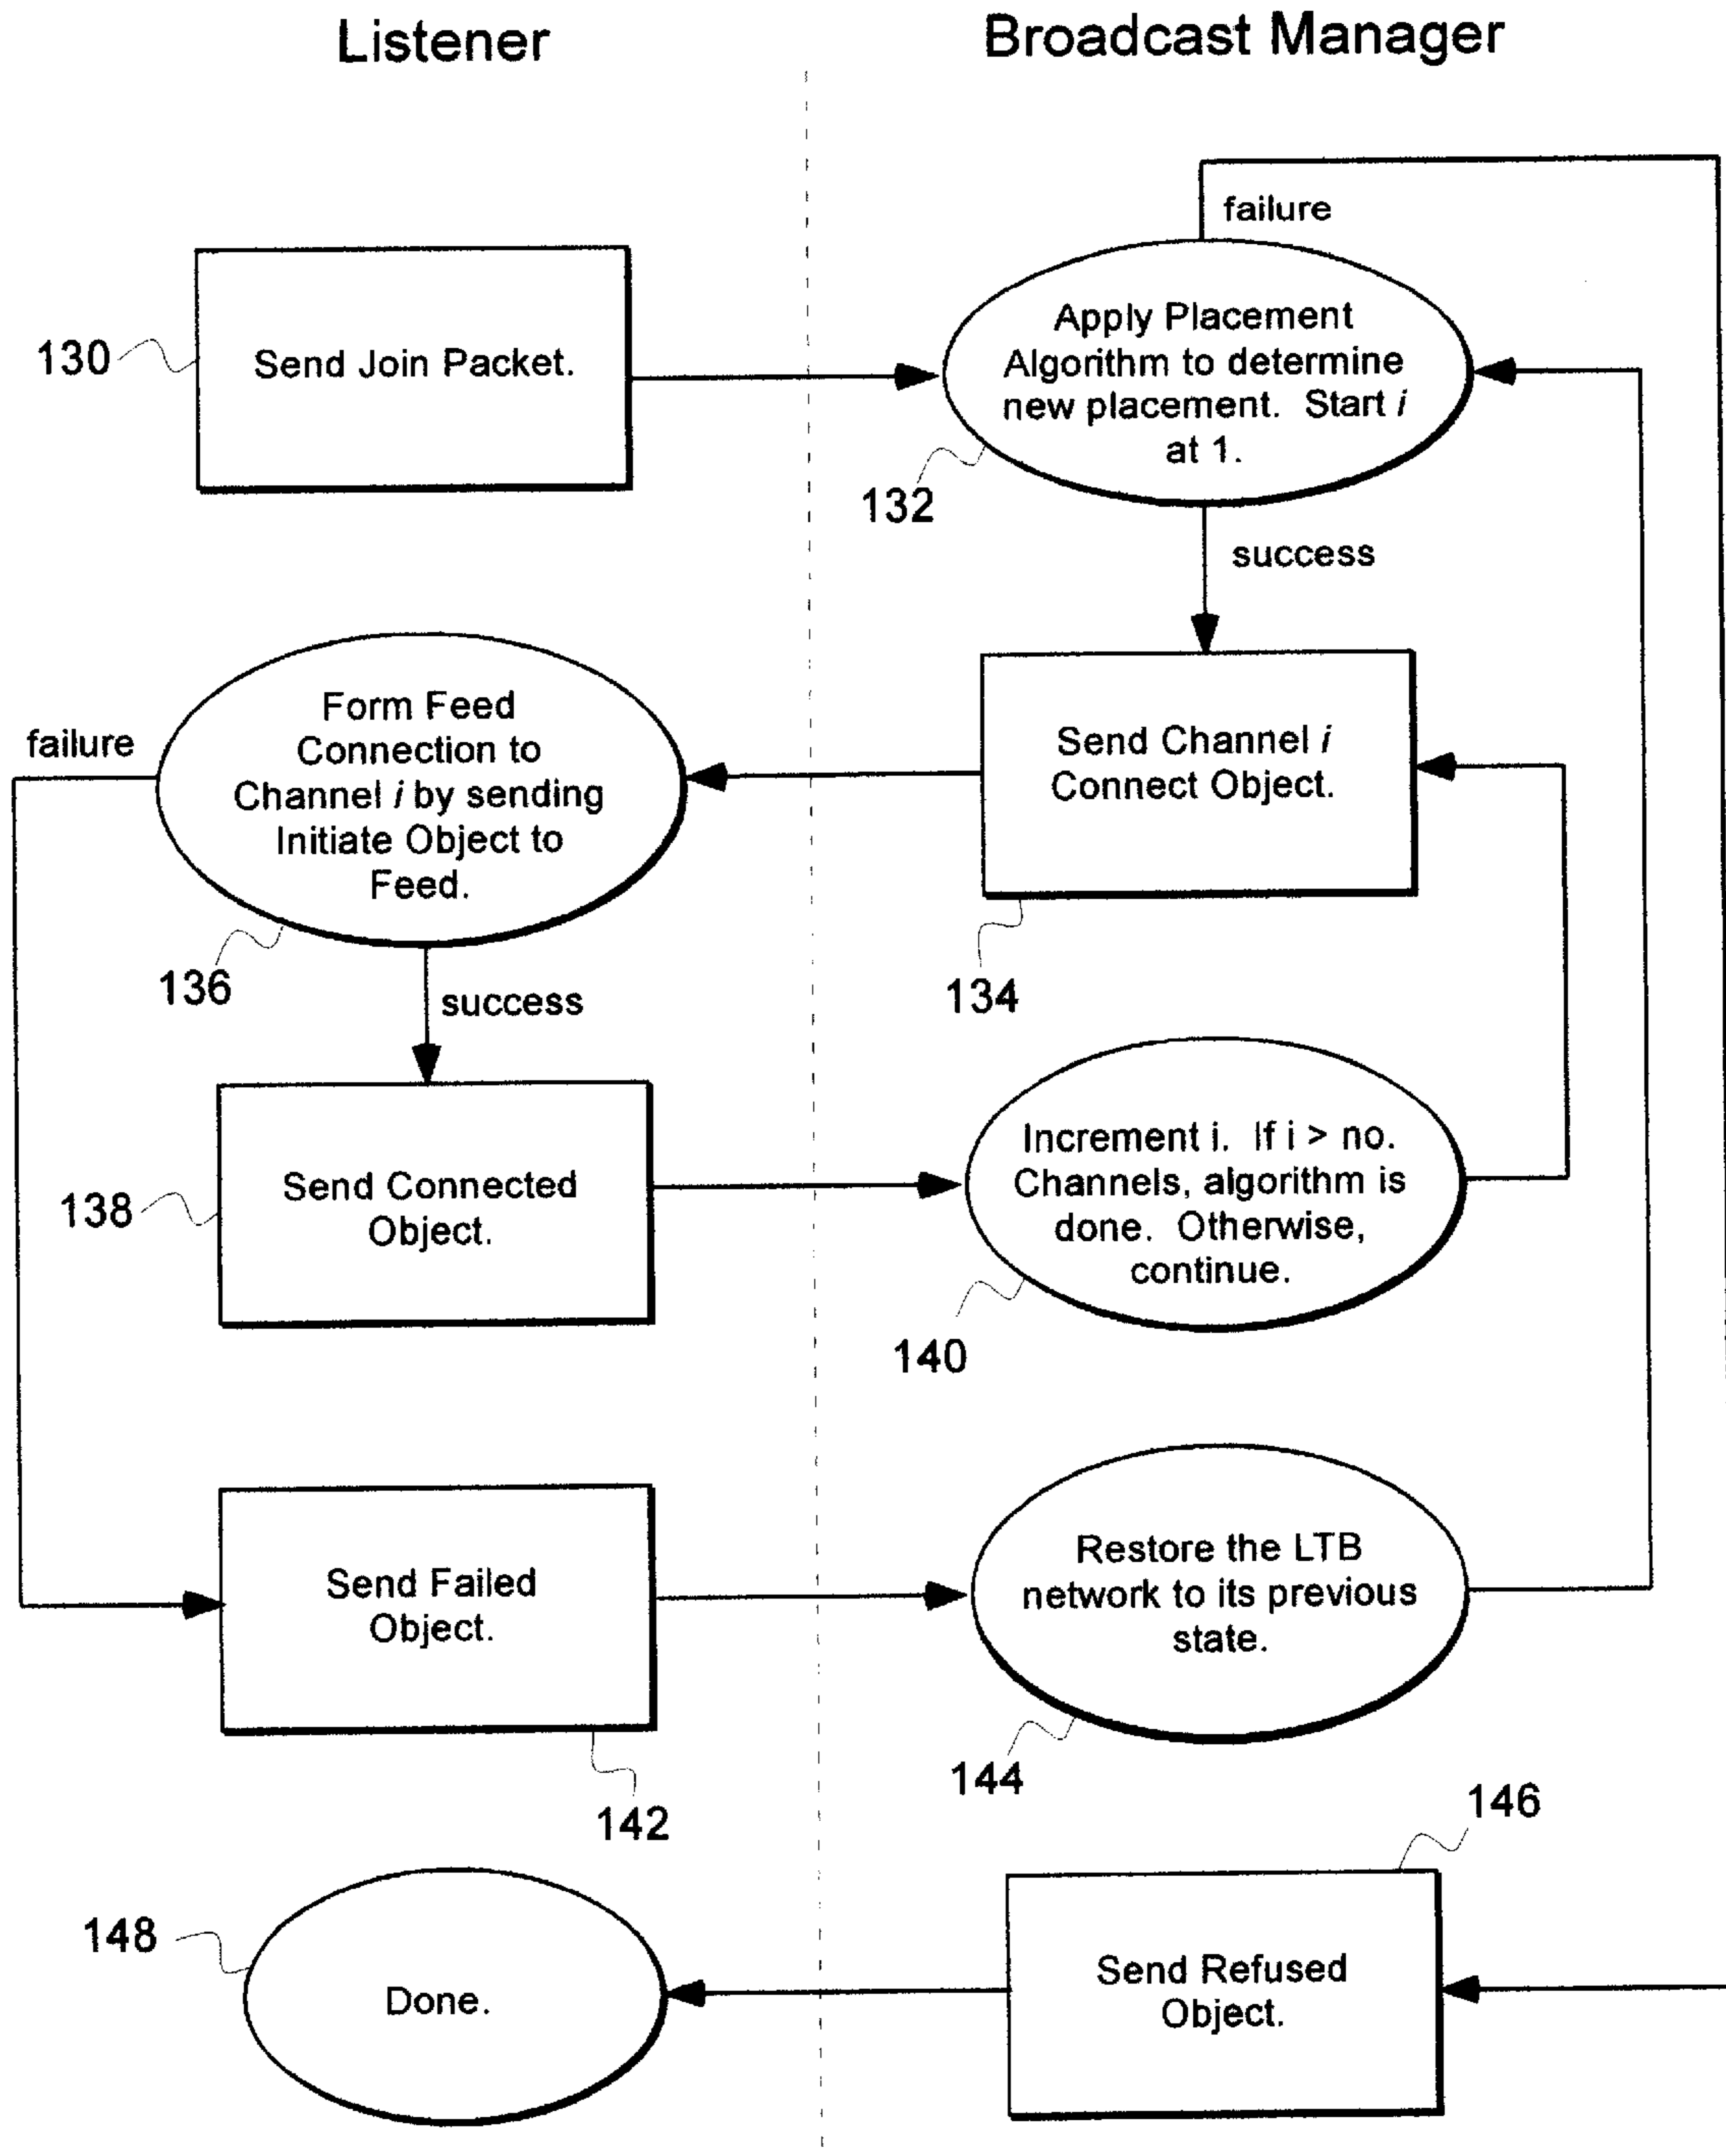 Listener
Broadcast Manager
failure
130
Send Join Packet.
Apply Placement
Algorithm to determine
new placement. Start i
at 1.
132
success
failure
Form Feed
Connection to
Channel i by sending
Initiate Object to
Feed.
136
success
Send Channel i
Connect Object.
134
138
Send Connected
Object.
Increment i. If i > no.
Channels, algorithm is
done. Otherwise,
continue.
140
Send Failed
Object.
142
Restore the LTB
network to its previous
state.
144
146
148
Done.
Send Refused
Object.